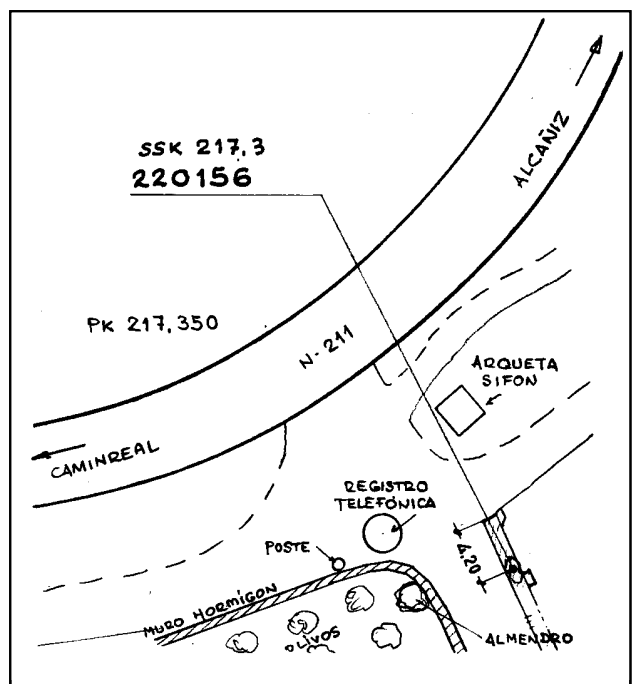 ALCAÑIZ
SSK 217,3
220156
PK 217,350
N-211
ARQUETA
SIFON
CAMINREAL
REGISTRO
TELEFÓNICA
POSTE
4,20
MURO HORMIGON
OLIVOS
ALMENDRO